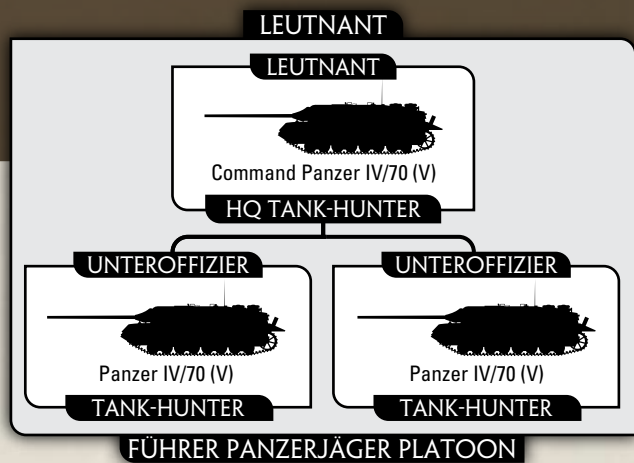 LEUTNANT
LEUTNANT
Command Panzer IV/70 (V)
HQ TANK-HUNTER
UNTEROFFIZIER
Panzer IV/70 (V)
TANK-HUNTER
UNTEROFFIZIER
Panzer IV/70 (V)
TANK-HUNTER
FÜHRER PANZERJÄGER PLATOON